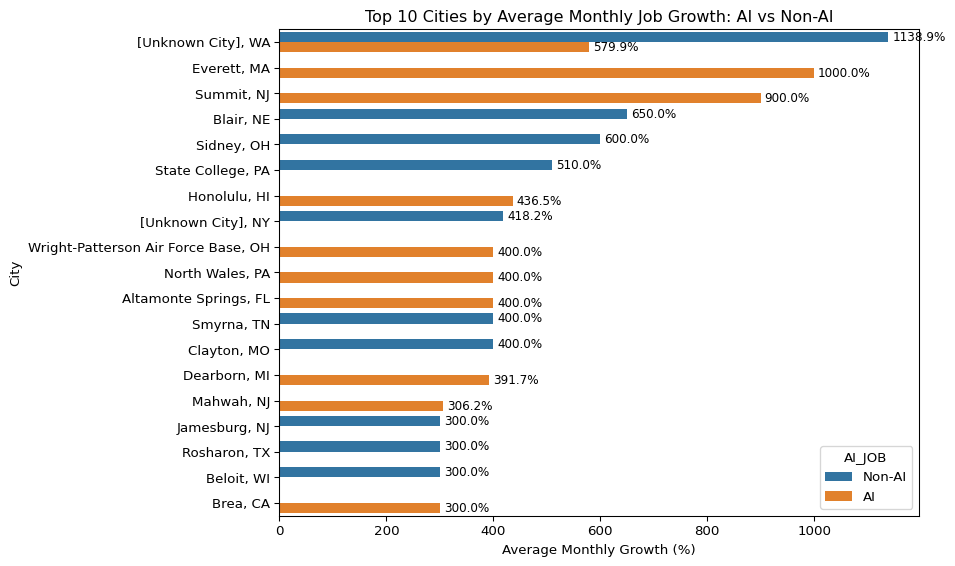 Top 10 Cities by Average Monthly Job Growth: AI vs Non-AI
[Unknown City], WA
1138.9%
579.9%
Everett, MA
1000.0%
Summit, NJ
900.0%
Blair, NE
650.0%
Sidney, OH
600.0%
State College, PA
510.0%
Honolulu, HI
436.5%
[Unknown City], NY
418.2%
Wright-Patterson Air Force Base, OH
400.0%
North Wales, PA
400.0%
Altamonte Springs, FL
400.0%
Smyrna, TN
400.0%
Clayton, MO
400.0%
Dearborn, MI
391.7%
Mahwah, NJ
306.2%
Jamesburg, NJ
300.0%
Rosharon, TX
300.0%
Beloit, WI
300.0%
Brea, CA
300.0%
City
0 200 400 600 800 1000
Average Monthly Growth (%)
AI_JOB
Non-AI
AI